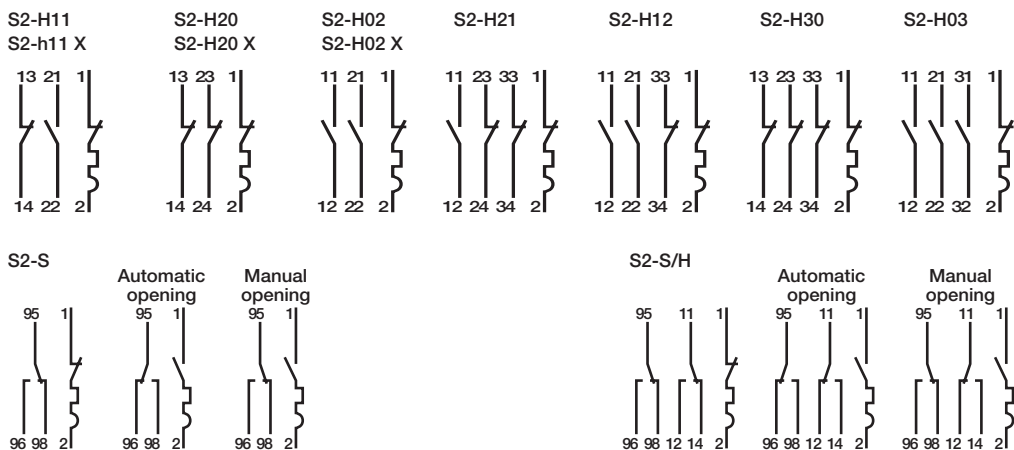 S2-H11 S2-H20 S2-H02 S2-H21 S2-H12 S2-H30 S2-H03
S2-h11 X S2-H20 X S2-H02 X
13 21 1 13 23 1 11 21 1 11 23 33 1 11 21 33 1 13 23 33 1 11 21 31 1
14 22 2 14 24 2 12 22 2 12 24 34 2 12 22 34 2 14 24 34 2 12 22 32 2
S2-S S2-S/H
Automatic Manual Automatic Manual
opening opening opening opening
95 1 95 1 95 1 95 11 1 95 11 1 95 11 1
96 98 2 96 98 2 96 98 2 96 98 12 14 2 96 98 12 14 2 96 98 12 14 2